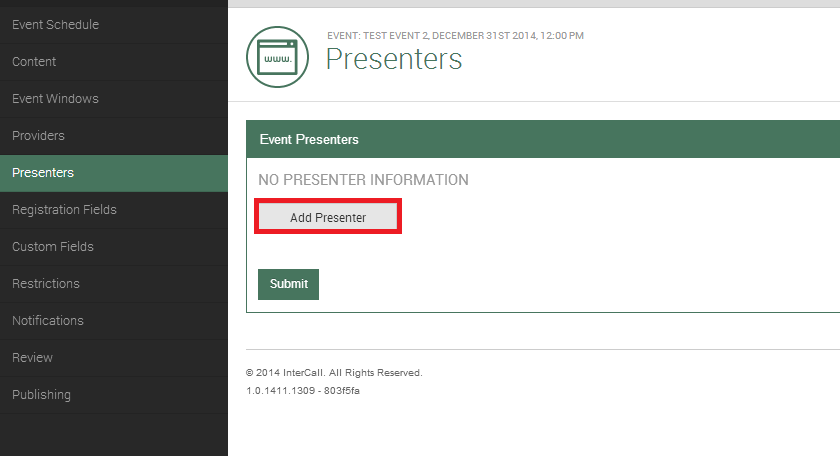 Event Schedule
Content
Event Windows
Providers
Presenters
Registration Fields
Custom Fields
Restrictions
Notifications
Review
Publishing
www.
EVENT: TEST EVENT 2, DECEMBER 31ST 2014, 12:00 PM
Presenters
Event Presenters
NO PRESENTER INFORMATION
Add Presenter
Submit
© 2014 InterCall. All Rights Reserved.
1.0.1411.1309 - 803f5fa